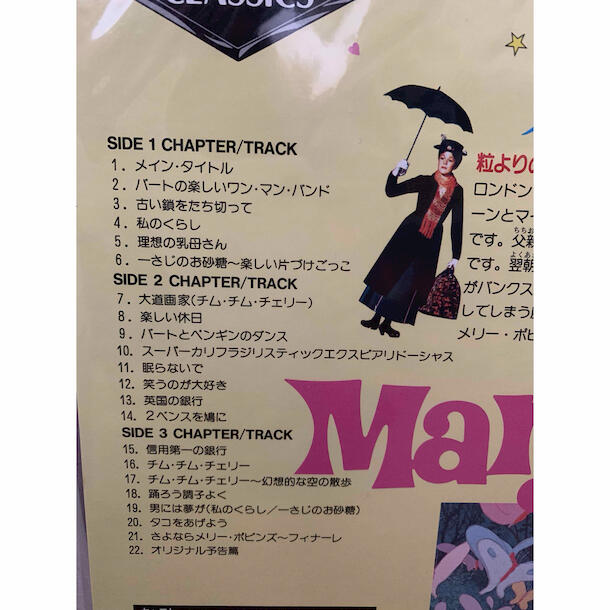 CLASSICS
SIDE 1 CHAPTER/TRACK
1. メイン・タイトル
2. バートの楽しいワン・マン・バンド
3. 古い鎖をたち切って
4. 私のくらし
5. 理想の乳母さん
6. 一さじのお砂糖〜楽しい片づけごっこ
SIDE 2 CHAPTER/TRACK
7. 大道画家(チム・チム・チェリー)
8. 楽しい休日
9. バートとペンギンのダンス
10. スーパーカリフラジリスティックエクスピアリドーシャス
11. 眠らないで
12. 笑うのが大好き
13. 英国の銀行
14. 2ペンスを鳩に
SIDE 3 CHAPTER/TRACK
15. 信用第一の銀行
16. チム・チム・チェリー
17. チム・チム・チェリー〜幻想的な空の散歩
18. 踊ろう調子よく
19. 男には夢が(私のくらし/一さじのお砂糖)
20. タコをあげよう
21. さよならメリー・ポピンズ〜フィナーレ
22. オリジナル予告篇
粒よりの
ロンドン
ーンとマー
です。父親
です。翌朝
がバンクス
してしまう
メリー・ポピ
Mary